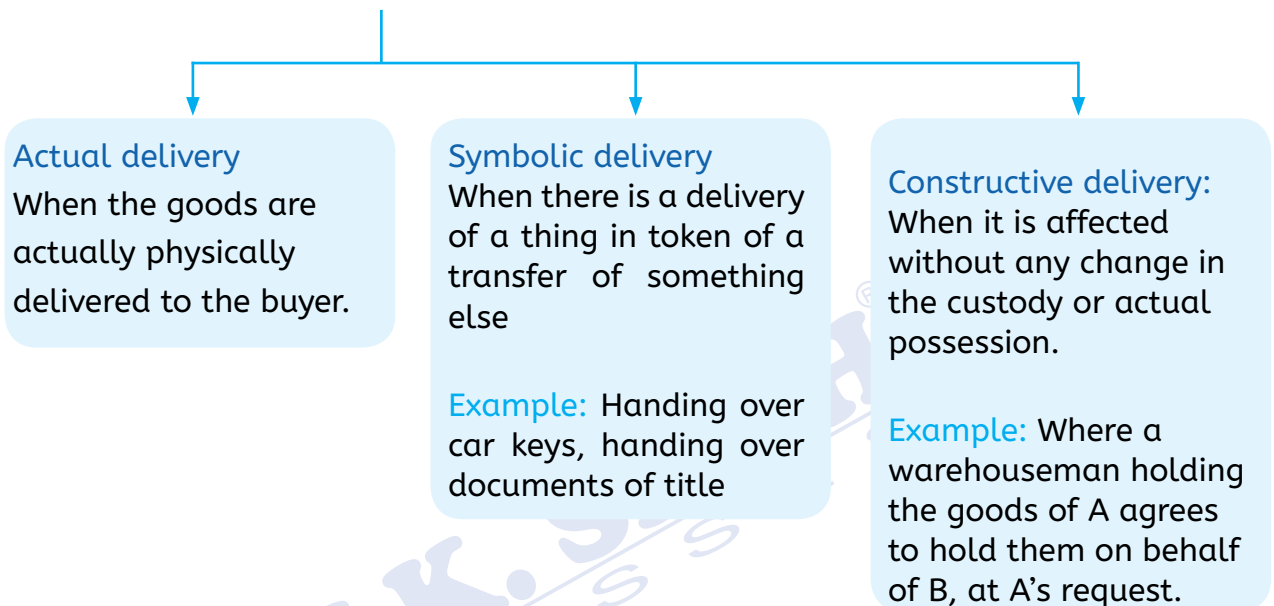 Actual delivery
When the goods are
actually physically
delivered to the buyer.
Symbolic delivery
When there is a delivery
of a thing in token of a
transfer of something
else
Example: Handing over
car keys, handing over
documents of title
Constructive delivery:
When it is affected
without any change in
the custody or actual
possession.
Example: Where a
warehouseman holding
the goods of A agrees
to hold them on behalf
of B, at A’s request.